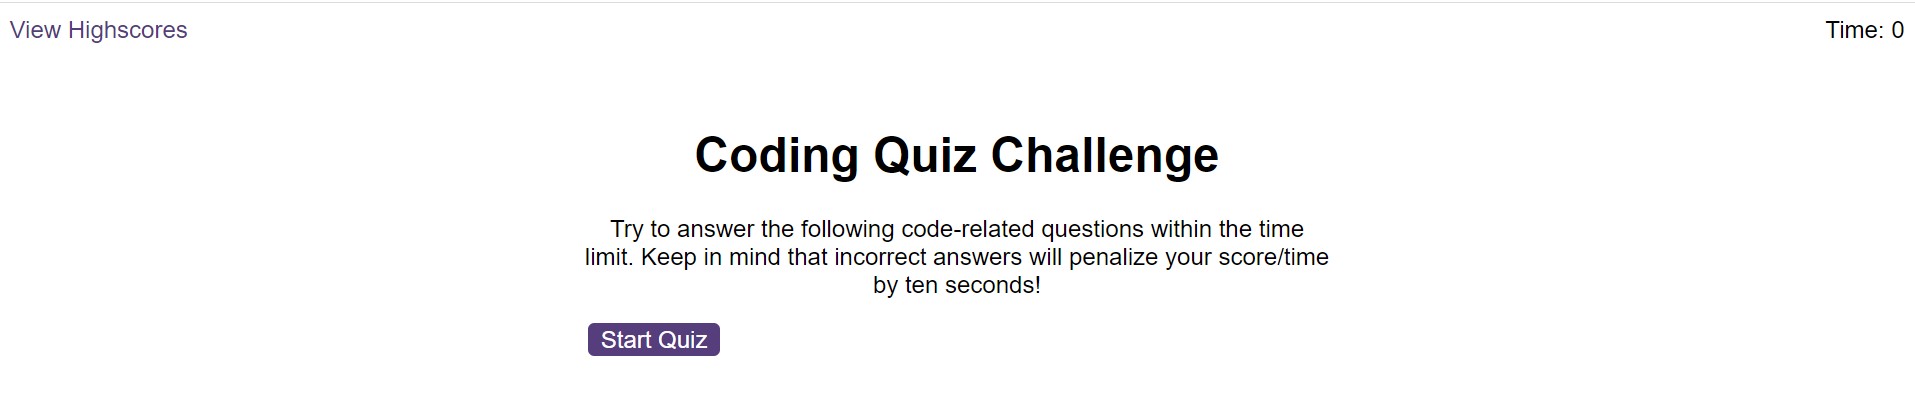 View Highscores
Time: 0
Coding Quiz Challenge
Try to answer the following code-related questions within the time
limit. Keep in mind that incorrect answers will penalize your score/time
by ten seconds!
Start Quiz